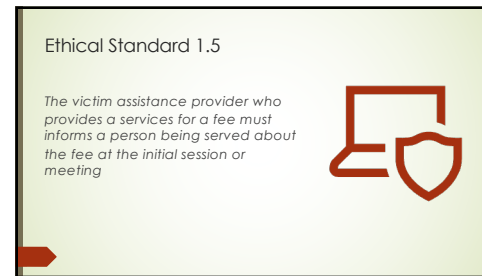 Ethical Standard 1.5
The victim assistance provider who
provides a services for a fee must
informs a person being served about
the fee at the initial session or
meeting